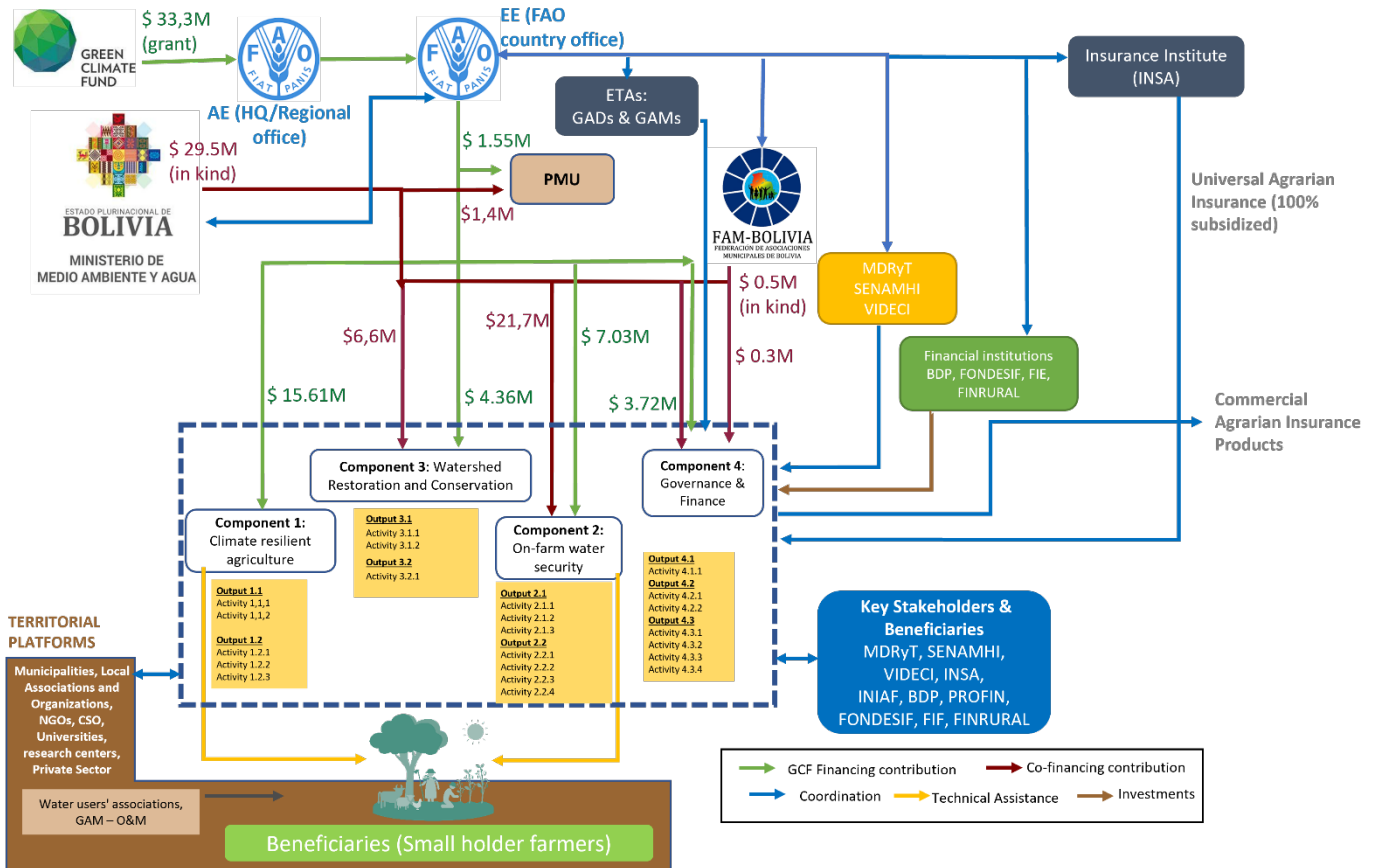 $ 33,3M
(grant)
GREEN
CLIMATE
FUND
F A O
FIAT PANIS
AE (HQ/Regional
office)
F A O
FIAT PANIS
EE (FAO
country office)
ETAs:
GADs & GAMs
Insurance Institute
(INSA)
$ 29.5M
(in kind)
ESTADO PLURINACIONAL DE
BOLIVIA
MINISTERIO DE
MEDIO AMBIENTE Y AGUA
$ 1.55M
PMU
$1,4M
FAM-BOLIVIA
FEDERACION DE ASOCIACIONES
MUNICIPALES DE BOLIVIA
Universal Agrarian
Insurance (100%
subsidized)
MDRyT
SENAMHI
VIDECI
$ 0.5M
(in kind)
$6,6M
$21,7M
$ 7.03M
$ 0.3M
Financial institutions
BDP, FONDESIF, FIE,
FINRURAL
$ 15.61M
$ 4.36M
$ 3.72M
Commercial
Agrarian Insurance
Products
Component 3: Watershed
Restoration and Conservation
Component 4:
Governance &
Finance
Component 1:
Climate resilient
agriculture
Component 2:
On-farm water
security
Output 3.1
Activity 3.1.1
Activity 3.1.2
Output 3.2
Activity 3.2.1
Output 1.1
Activity 1,1,1
Activity 1,1,2
Output 1.2
Activity 1.2.1
Activity 1.2.2
Activity 1.2.3
Output 2.1
Activity 2.1.1
Activity 2.1.2
Activity 2.1.3
Output 2.2
Activity 2.2.1
Activity 2.2.2
Activity 2.2.3
Activity 2.2.4
Output 4.1
Activity 4.1.1
Output 4.2
Activity 4.2.1
Activity 4.2.2
Output 4.3
Activity 4.3.1
Activity 4.3.2
Activity 4.3.3
Activity 4.3.4
TERRITORIAL
PLATFORMS
Municipalities, Local
Associations and
Organizations,
NGOs, CSO,
Universities,
research centers,
Private Sector
Water users' associations,
GAM – O&M
Beneficiaries (Small holder farmers)
Key Stakeholders &
Beneficiaries
MDRyT, SENAMHI,
VIDECI, INSA,
INIAF, BDP, PROFIN,
FONDESIF, FIF, FINRURAL
GCF Financing contribution
Co-financing contribution
Coordination
Technical Assistance
Investments